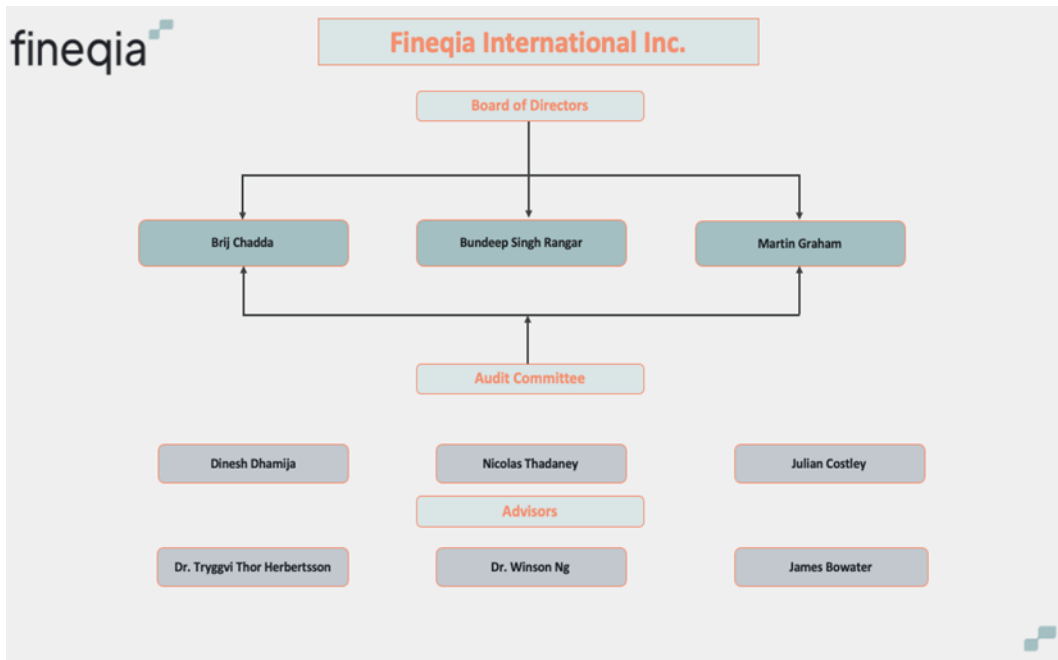 fineqia
Fineqia International Inc.
Board of Directors
Brij Chadda
Bundeep Singh Rangar
Martin Graham
Audit Committee
Dinesh Dhamija
Nicolas Thadaney
Julian Costley
Advisors
Dr. Tryggvi Thor Herbertsson
Dr. Winson Ng
James Bowater